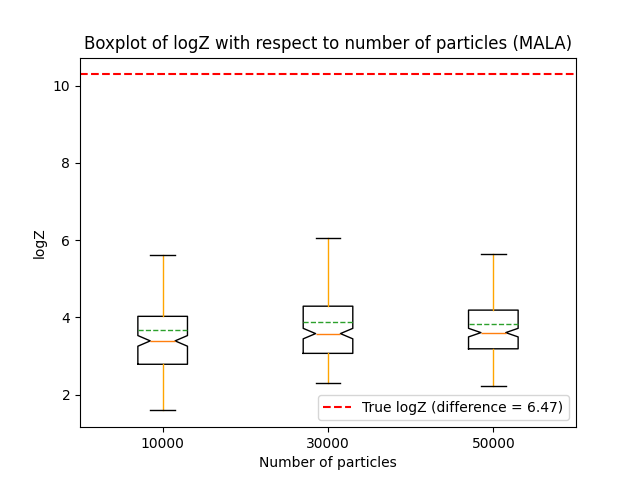 Boxplot of logZ with respect to number of particles (MALA)
10
8
6
4
2
logZ
True logZ (difference = 6.47)
10000
30000
50000
Number of particles